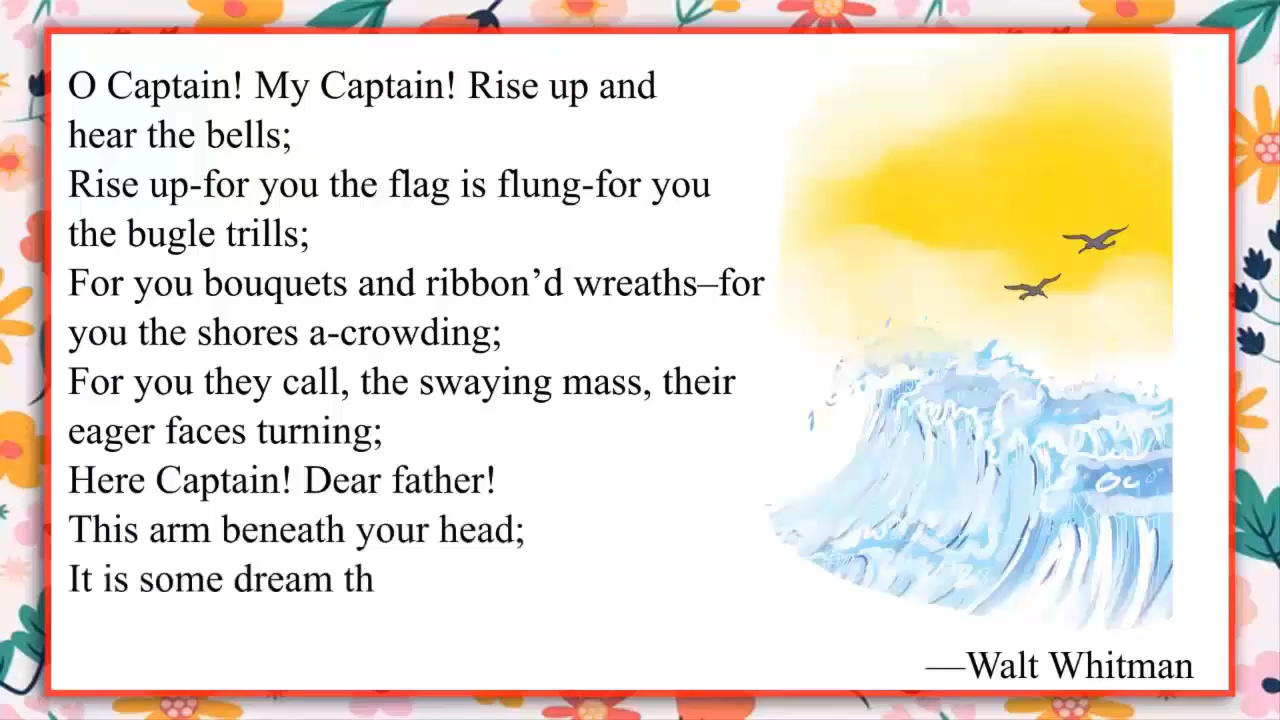 O Captain! My Captain! Rise up and
hear the bells;
Rise up-for you the flag is flung-for you
the bugle trills;
For you bouquets and ribbon’d wreaths–for
you the shores a-crowding;
For you they call, the swaying mass, their
eager faces turning;
Here Captain! Dear father!
This arm beneath your head;
It is some dream th
—Walt Whitman